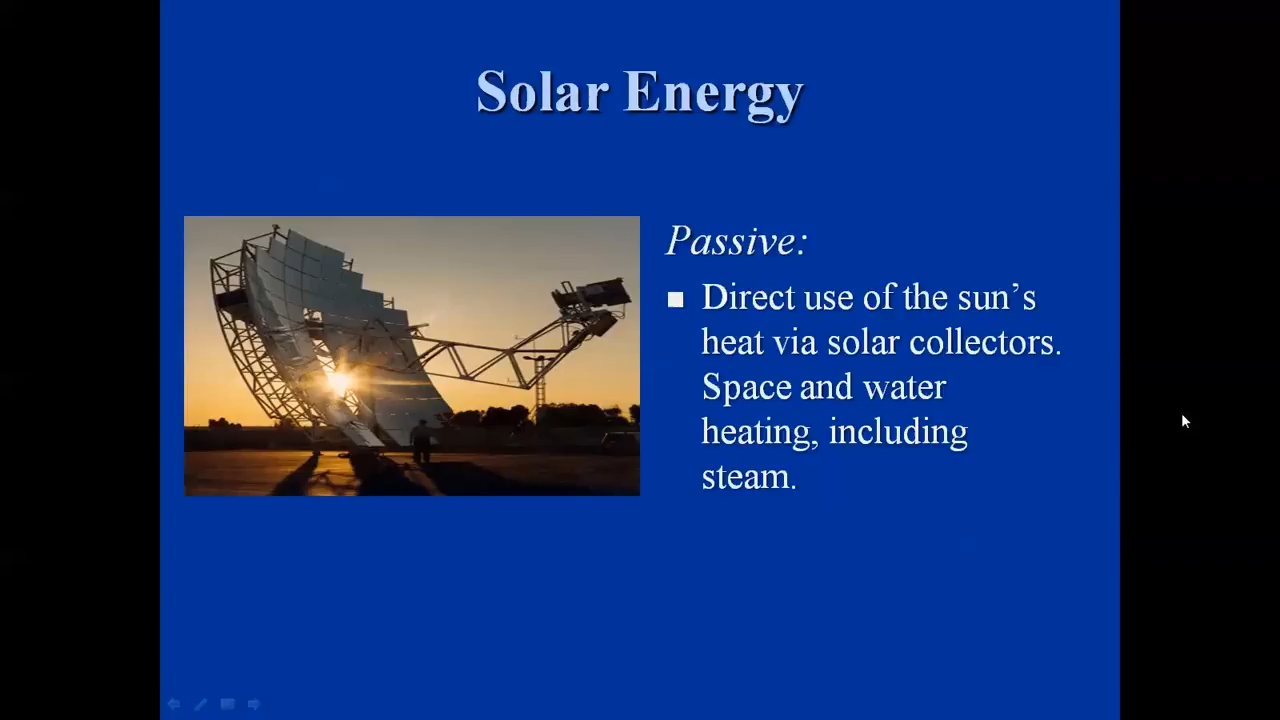 Solar Energy
Passive:
Direct use of the sun’s
heat via solar collectors.
Space and water
heating, including
steam.